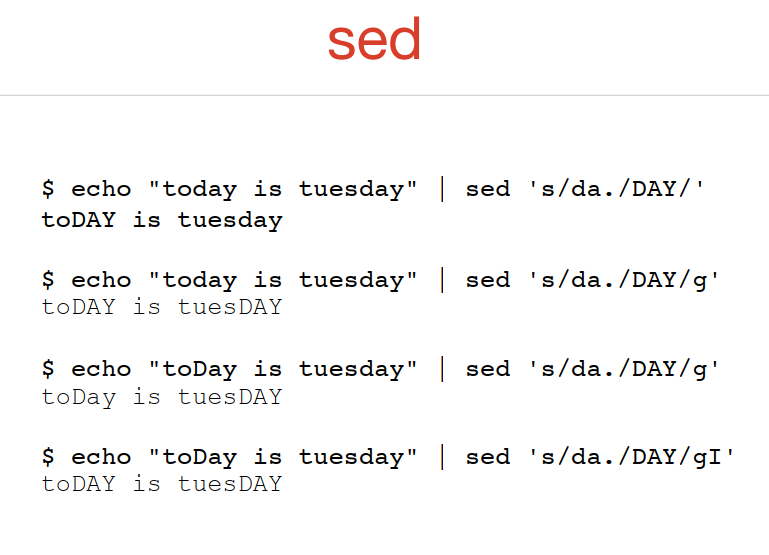 sed
$ echo "today is tuesday" | sed 's/da./DAY/'
toDAY is tuesday
$ echo "today is tuesday" | sed 's/da./DAY/g'
toDAY is tuesDAY
$ echo "toDay is tuesday" | sed 's/da./DAY/g'
toDay is tuesDAY
$ echo "toDay is tuesday" | sed 's/da./DAY/gI'
toDAY is tuesDAY